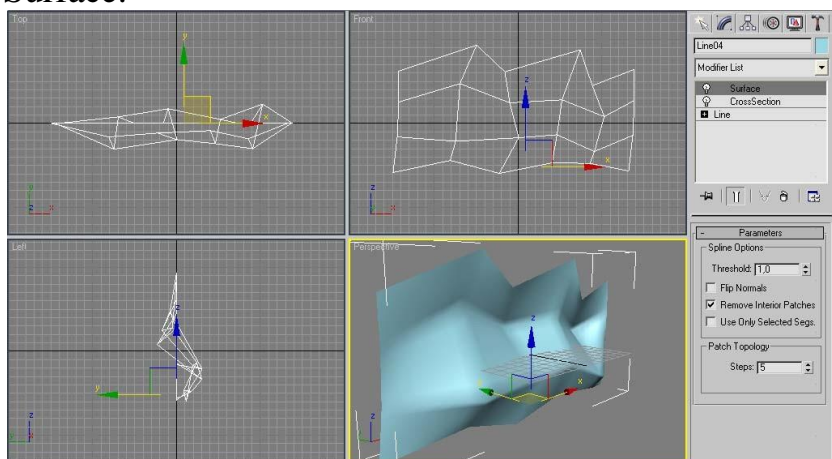 Surface.
Top
Front
Left
Perspective
y
x
z
x
y
z
x
z
x
y
z
z
x
z
Line04
Modifier List
Surface
CrossSection
Line
Parameters
Spline Options
Threshold: 1,0
Flip Normals
Remove Interior Patches
Use Only Selected Segs.
Patch Topology
Steps: 5